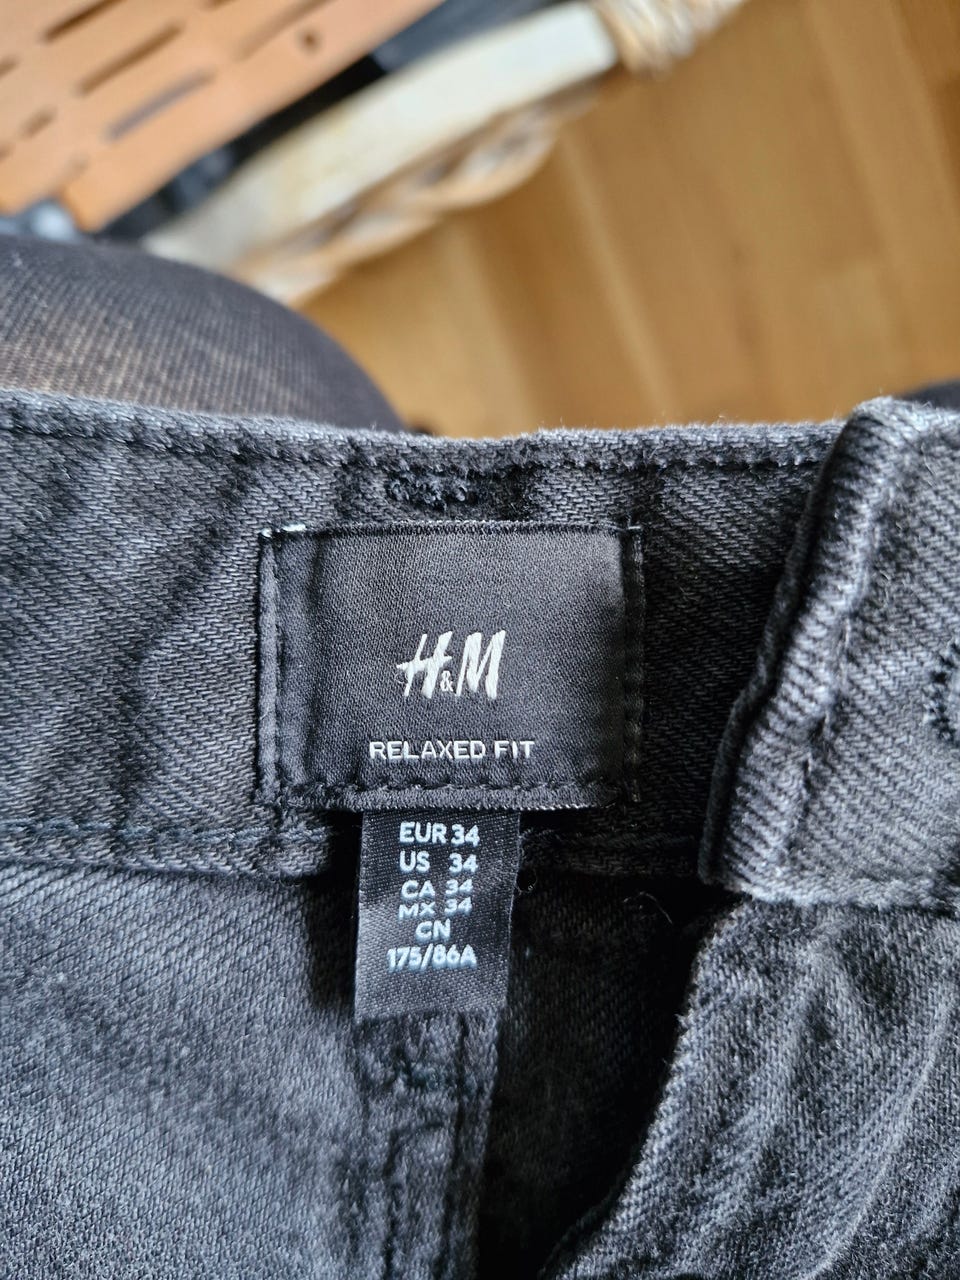 H&M
RELAXED FIT
EUR 34
US 34
CA 34
MX 34
CN
175/86A